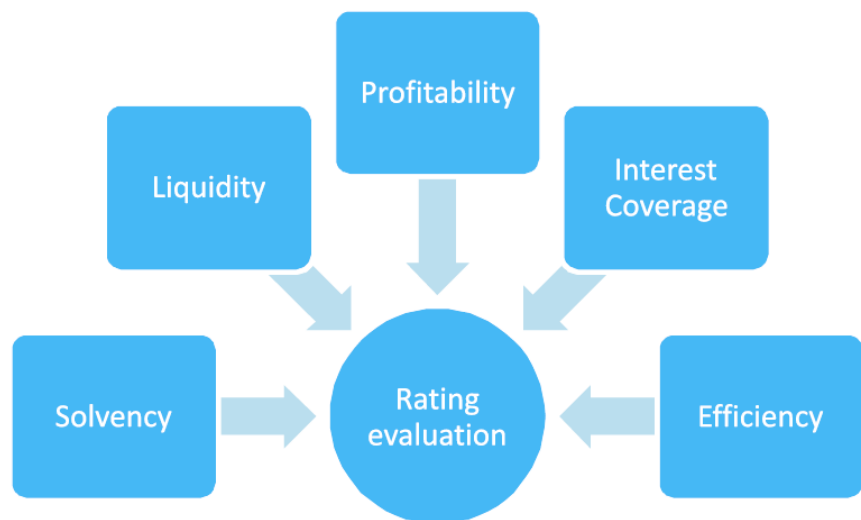 Profitability
Liquidity
Interest
Coverage
Solvency
Rating
evaluation
Efficiency